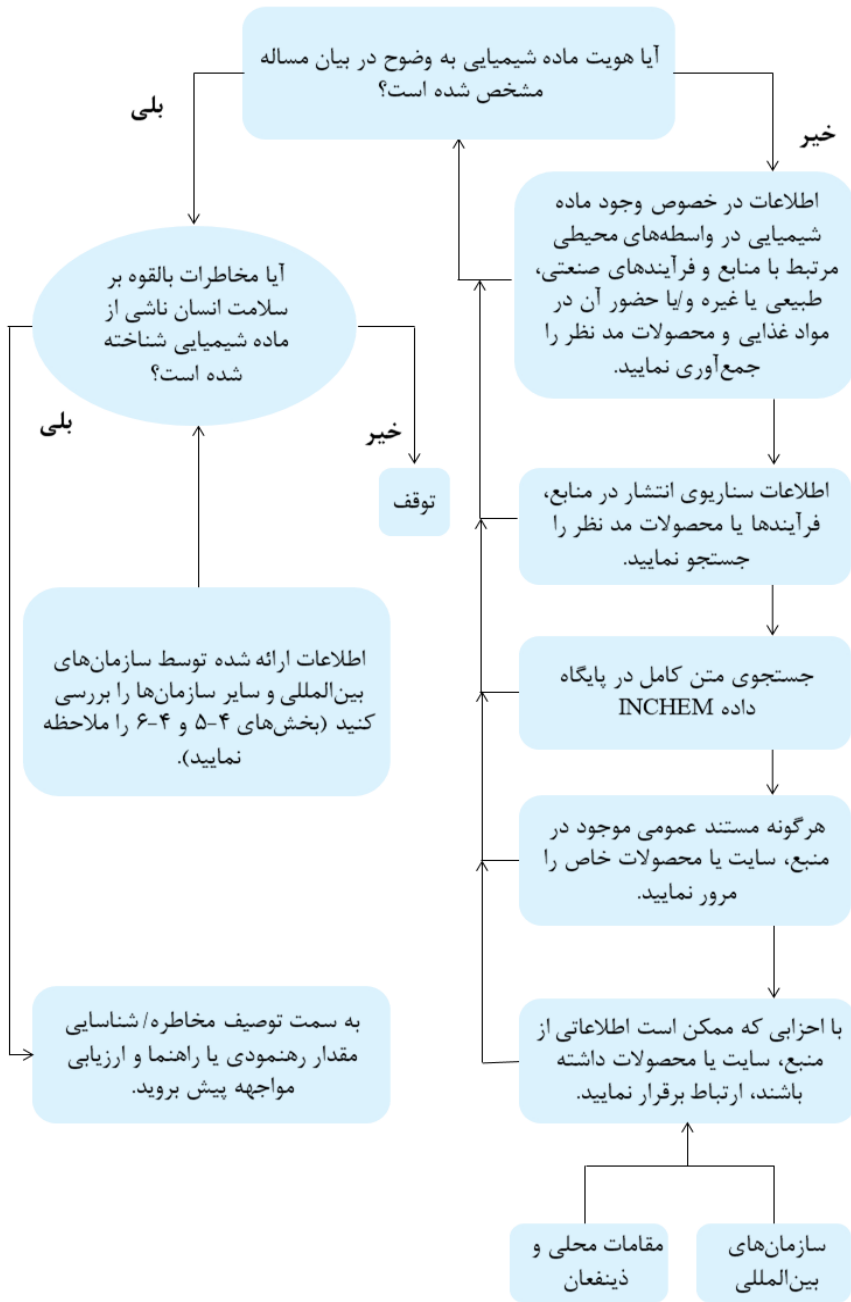 آیا هویت ماده شیمیایی به وضوح در بیان مساله
مشخص شده است؟
خیر
بلی
اطلاعات در خصوص وجود ماده
شیمیایی در واسطه‌های محیطی
مرتبط با منابع و فرآیندهای صنعتی،
طبیعی یا غیره و/یا حضور آن در
مواد غذایی و محصولات مد نظر را
جمع‌آوری نمایید.
اطلاعات سناریوی انتشار در منابع،
فرآیندها یا محصولات مد نظر را
جستجو نمایید.
جستجوی متن کامل در پایگاه
داده INCHEM
هرگونه مستند عمومی موجود در
منبع، سایت یا محصولات خاص را
مرور نمایید.
با احزابی که ممکن است اطلاعاتی از
منبع، سایت یا محصولات داشته
باشند، ارتباط برقرار نمایید.
سازمان‌های
بین‌المللی
مقامات محلی و
ذینفعان
آیا مخاطرات بالقوه بر
سلامت انسان ناشی از
ماده شیمیایی شناخته
شده است؟
خیر
بلی
توقف
اطلاعات ارائه شده توسط سازمان‌های
بین‌المللی و سایر سازمان‌ها را بررسی
کنید (بخش‌های ۴-۵ و ۴-۶ را ملاحظه
نمایید).
به سمت توصیف مخاطره/ شناسایی
مقدار رهنمودی یا راهنما و ارزیابی
مواجهه پیش بروید.